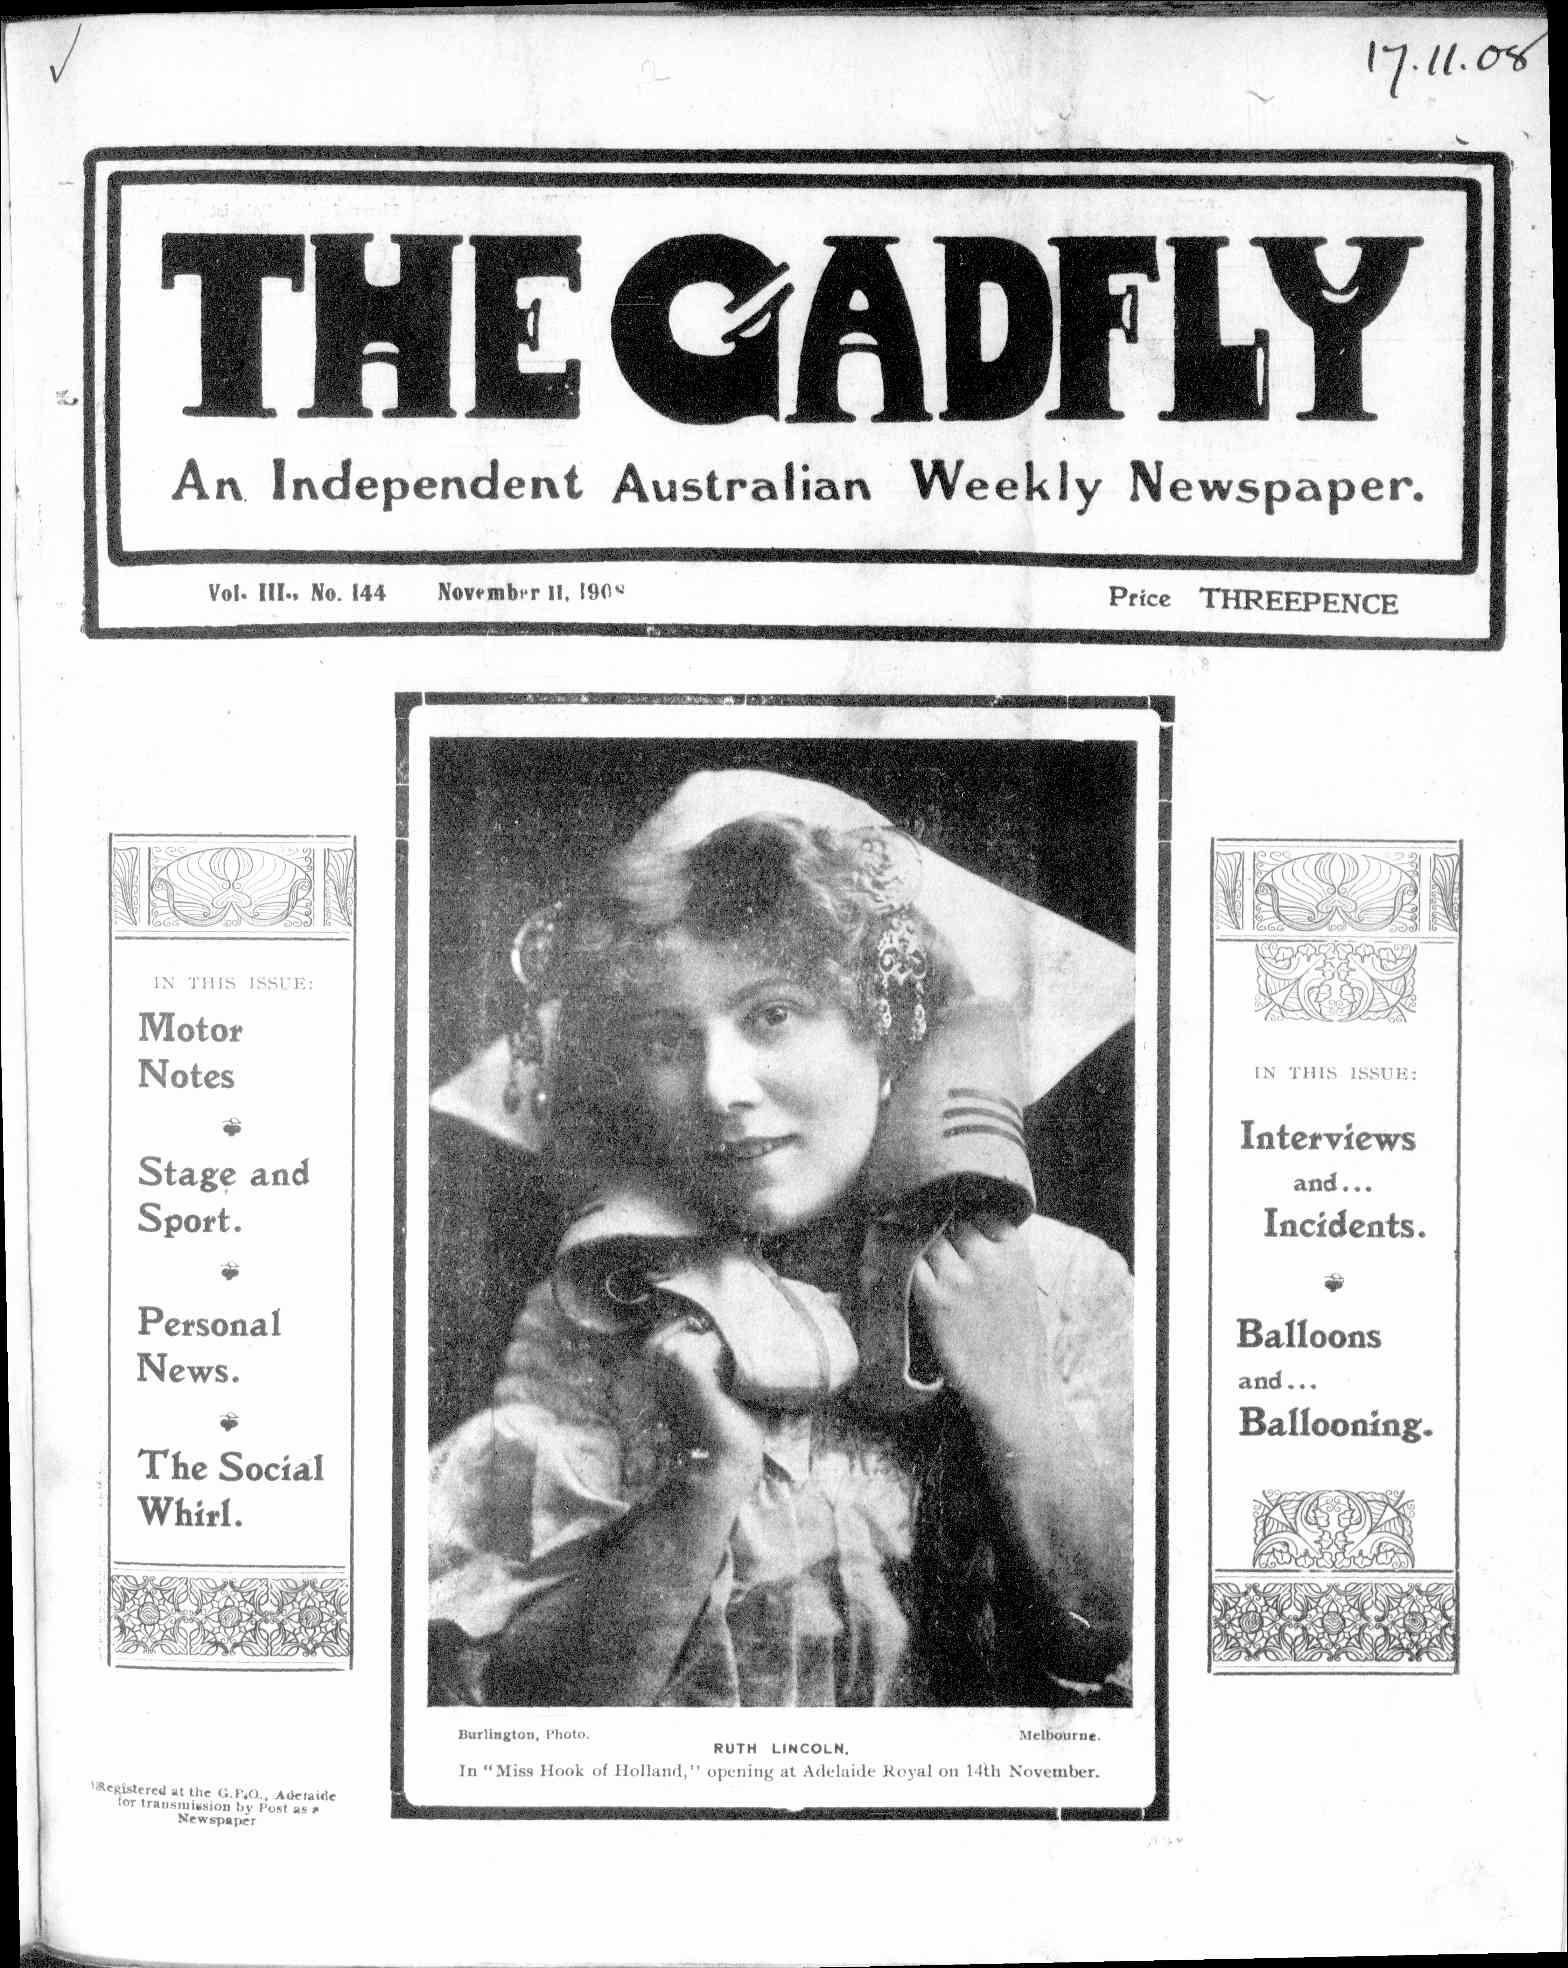 17.11.08
THE GADFLY
An Independent Australian Weekly Newspaper.
Vol. III., No. 144 November 11, 1908 Price THREEPENCE
IN THIS ISSUE:
Motor
Notes
Stage and
Sport.
Personal
News.
The Social
Whirl.
IN THIS ISSUE:
Interviews
and...
Incidents.
Balloons
and...
Ballooning.
Burlington, Photo. Melbourne.
RUTH LINCOLN,
In "Miss Hook of Holland," opening at Adelaide Royal on 14th November.
Registered at the G.P.O., Adelaide
for transmission by Post as a
Newspaper